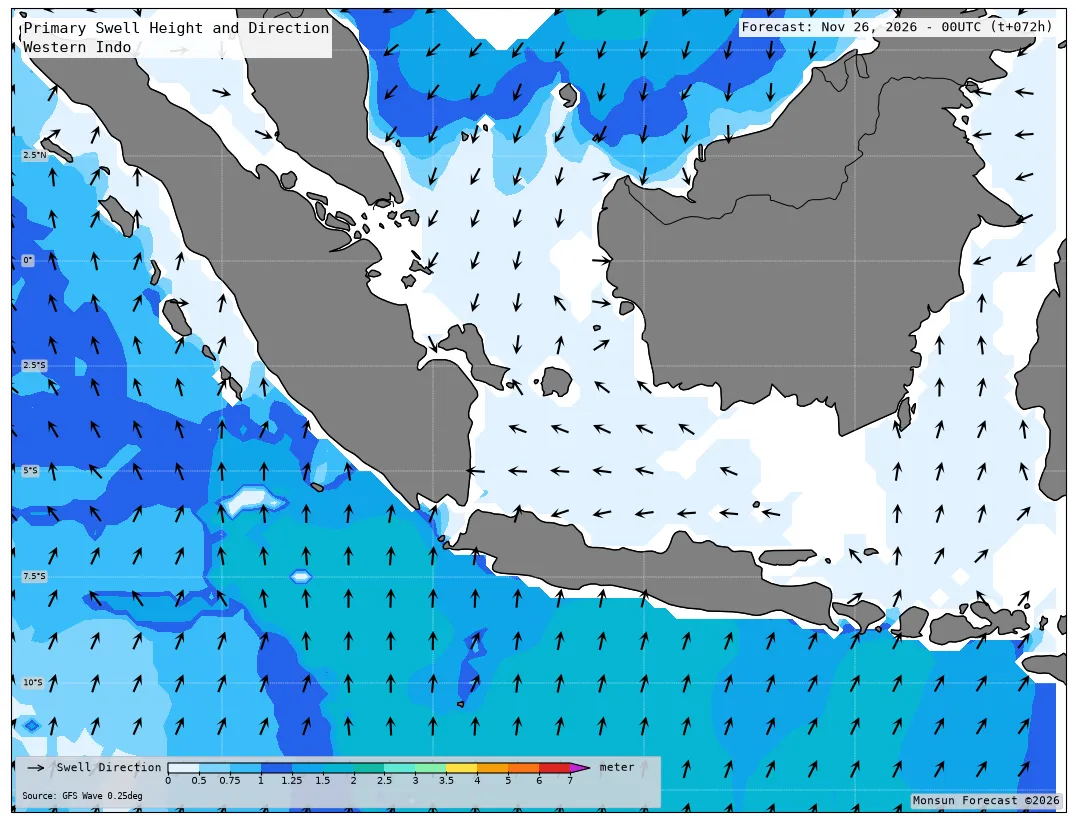 Primary Swell Height and Direction
Western Indo
Forecast: Nov 26, 2026 - 00UTC (t+072h)
2.5°N
0°
2.5°S
5°S
7.5°S
10°S
Swell Direction
0 0.5 0.75 1 1.25 1.5 2 2.5 3 3.5 4 5 6 7
meter
Source: GFS Wave 0.25deg
Monsun Forecast ©2026